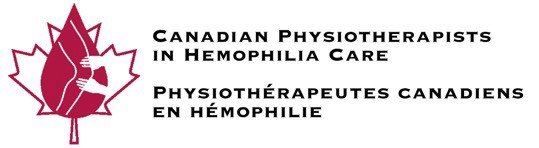 CANADIAN PHYSIOTHERAPISTS
IN HEMOPHILIA CARE
PHYSIOTHÉRAPEUTES CANADIENS
EN HÉMOPHILIE